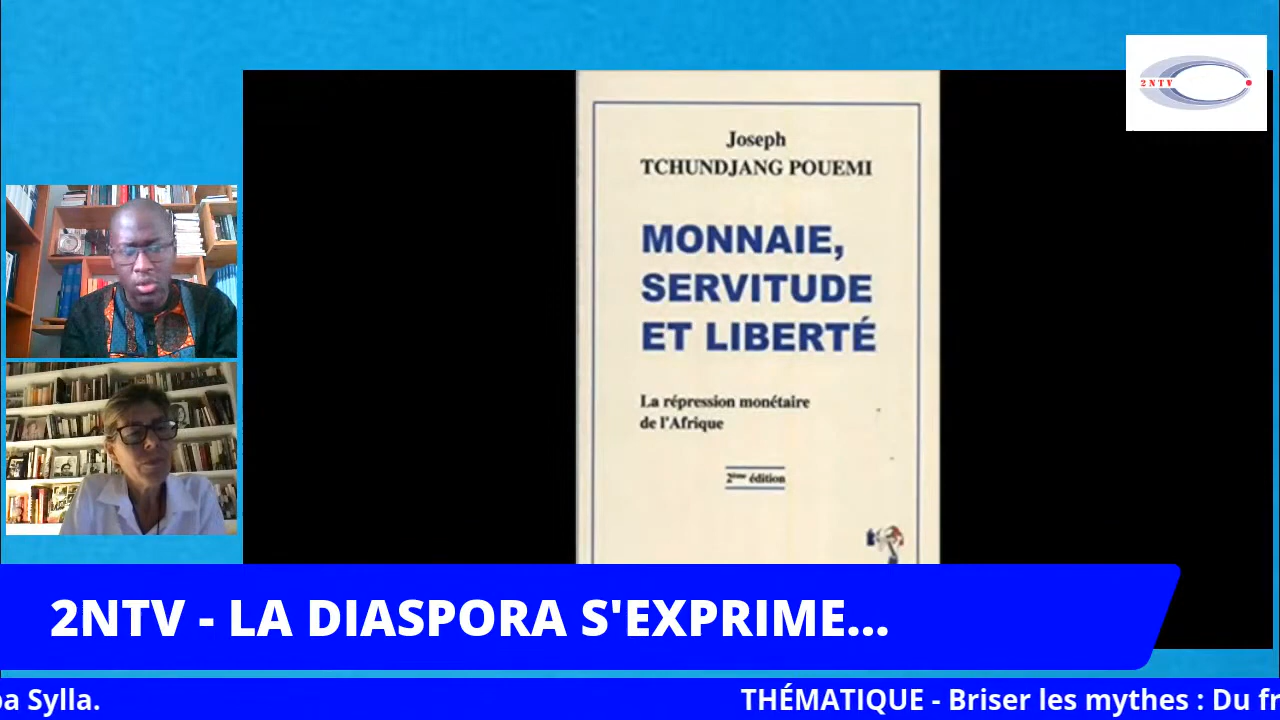 2NTV
Joseph
TCHUNDJANG POUEMI
MONNAIE,
SERVITUDE
ET LIBERTÉ
La répression monétaire
de l'Afrique
2ème édition
2NTV - LA DIASPORA S'EXPRIME...
ba Sylla.
THÉMATIQUE - Briser les mythes : Du fr